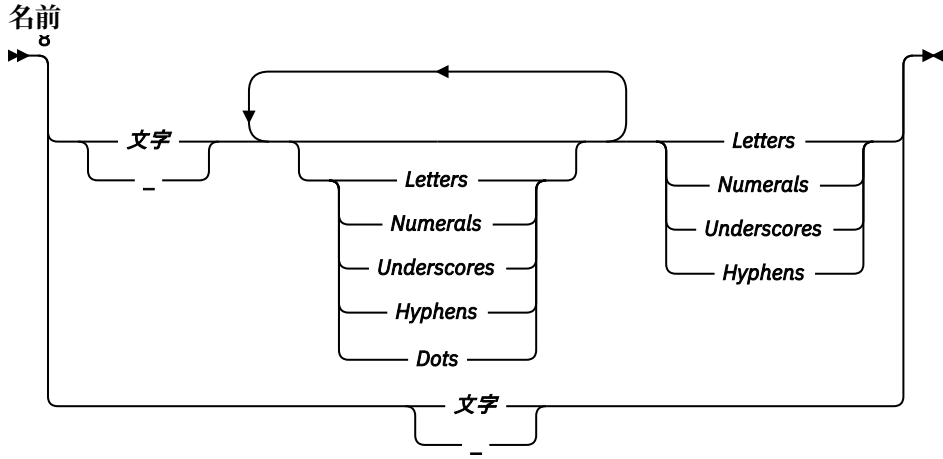 名前
文字
_
Letters
Numerals
Underscores
Hyphens
Dots
Letters
Numerals
Underscores
Hyphens
文字
_